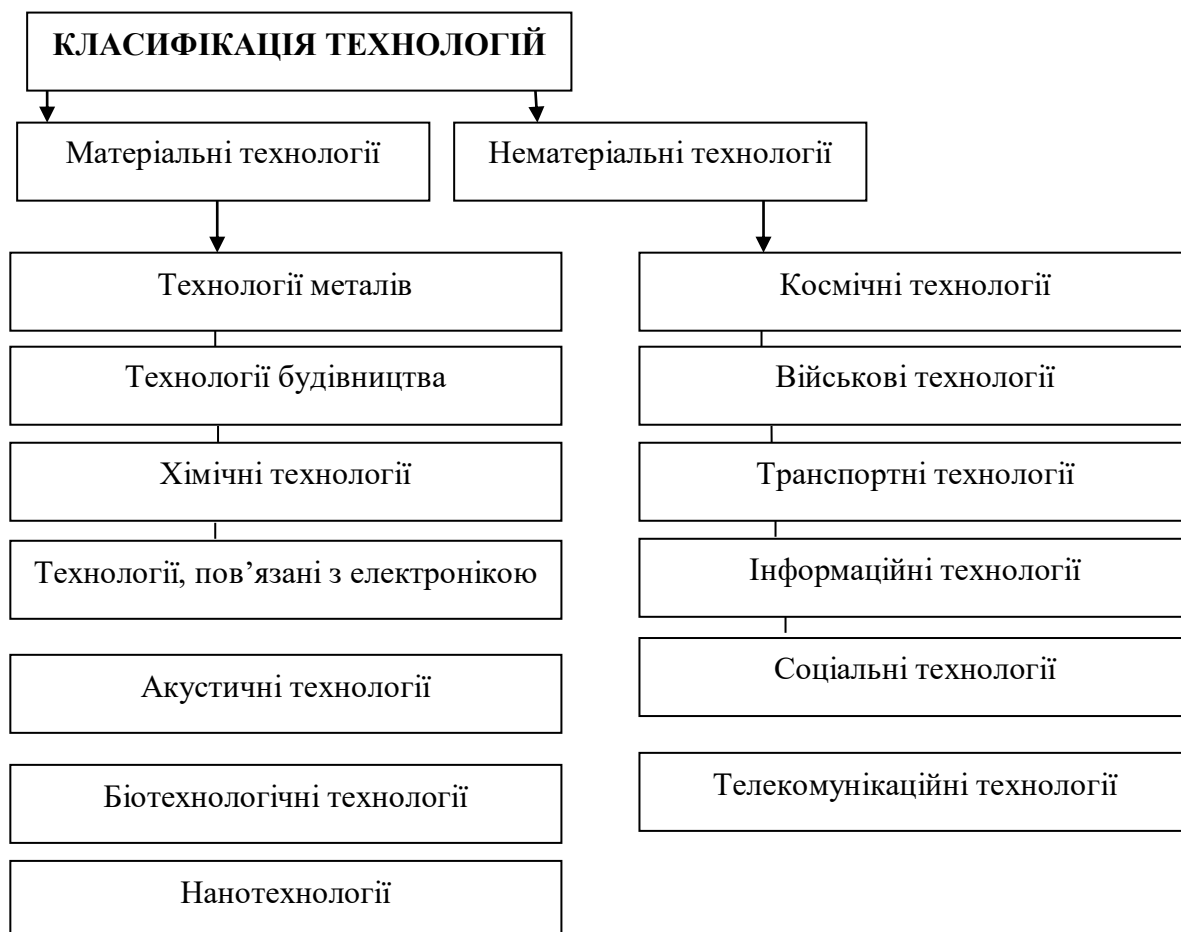 КЛАСИФІКАЦІЯ ТЕХНОЛОГІЙ
Матеріальні технології
Нематеріальні технології
Технології металів
Технології будівництва
Хімічні технології
Технології, пов’язані з електронікою
Акустичні технології
Біотехнологічні технології
Нанотехнології
Космічні технології
Військові технології
Транспортні технології
Інформаційні технології
Соціальні технології
Телекомунікаційні технології